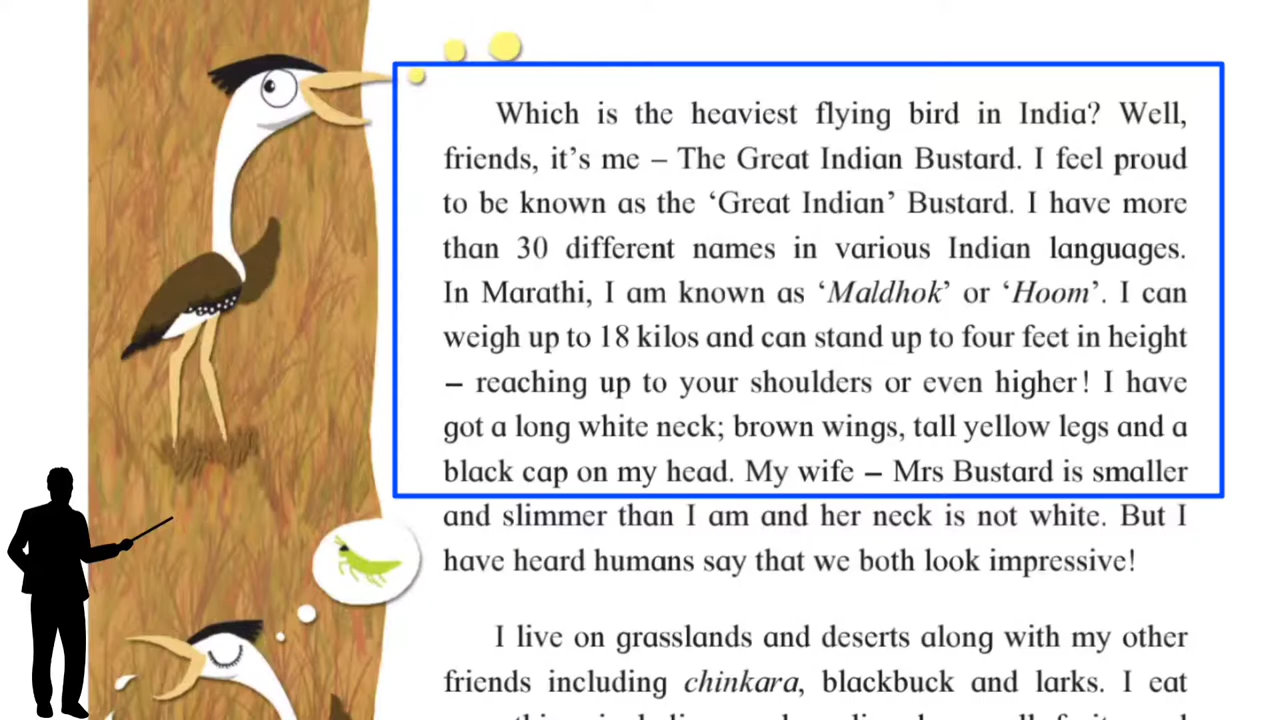 Which is the heaviest flying bird in India? Well,
friends, it’s me – The Great Indian Bustard. I feel proud
to be known as the ‘Great Indian’ Bustard. I have more
than 30 different names in various Indian languages.
In Marathi, I am known as ‘Maldhok’ or ‘Hoom’. I can
weigh up to 18 kilos and can stand up to four feet in height
– reaching up to your shoulders or even higher! I have
got a long white neck; brown wings, tall yellow legs and a
black cap on my head. My wife – Mrs Bustard is smaller
and slimmer than I am and her neck is not white. But I
have heard humans say that we both look impressive!
I live on grasslands and deserts along with my other
friends including chinkara, blackbuck and larks. I eat